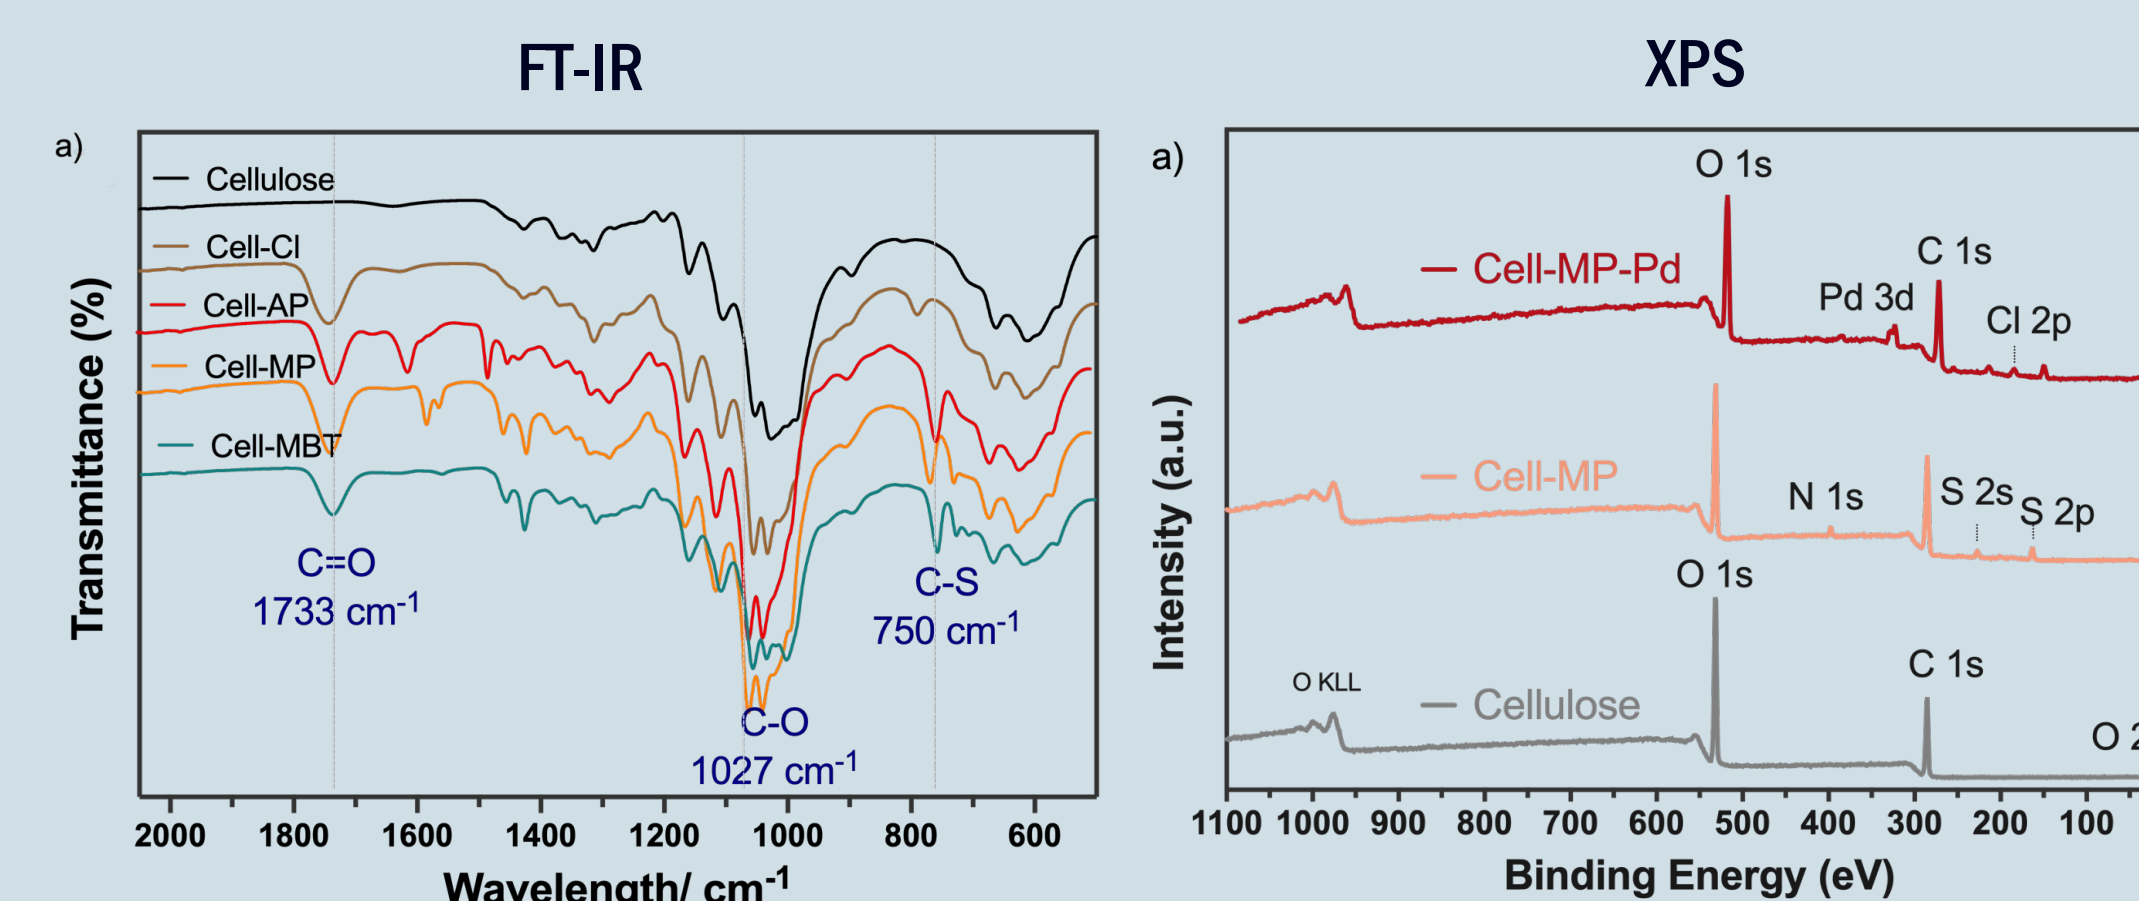 FT-IR
a)
Cellulose
Cell-Cl
Cell-AP
Cell-MP
Cell-MBT
C=O
1733 cm-1
C-S
750 cm-1
C-O
1027 cm-1
Transmittance (%)
2000 1800 1600 1400 1200 1000 800 600
Wavelength/ cm-1
XPS
a)
O 1s
Cell-MP-Pd
C 1s
Pd 3d
Cl 2p
Cell-MP
N 1s
S 2s
S 2p
O 1s
C 1s
O KLL
Cellulose
O 2
Intensity (a.u.)
1100 1000 900 800 700 600 500 400 300 200 100
Binding Energy (eV)